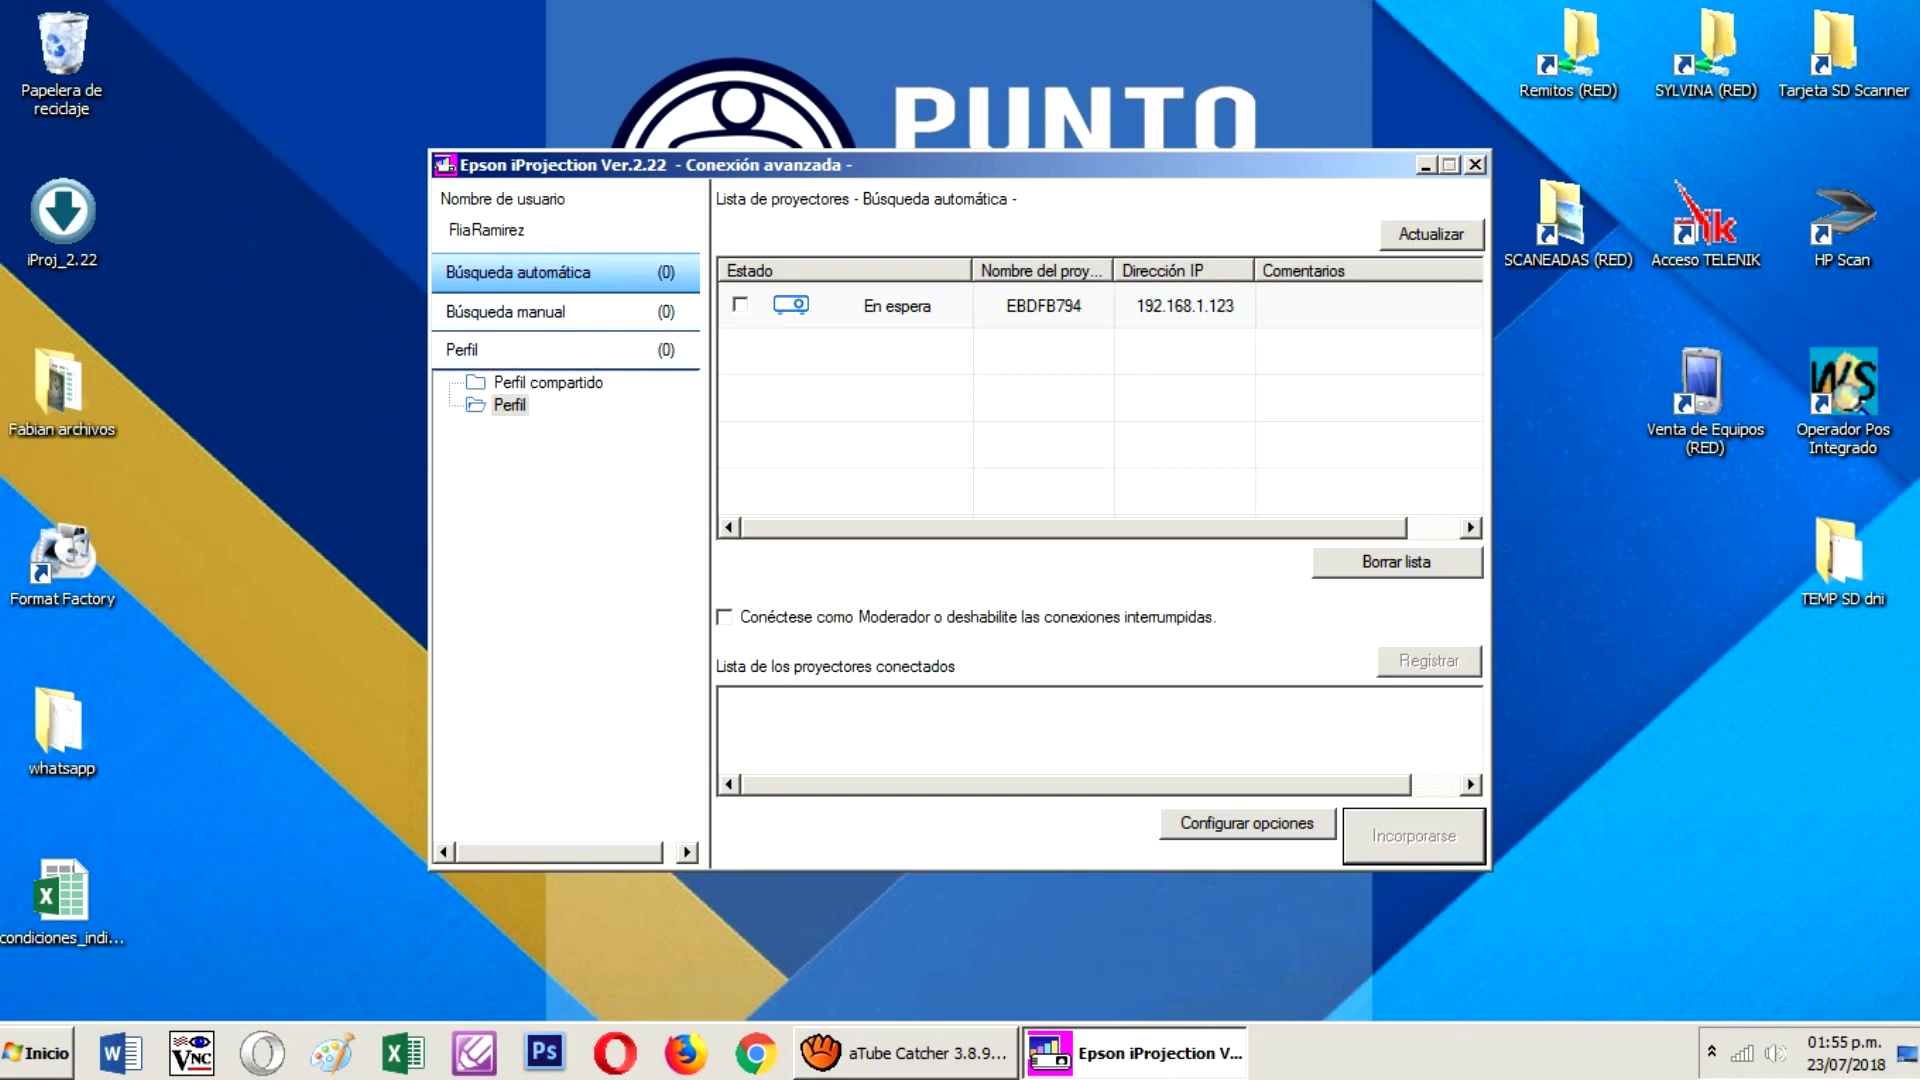 Papelera de
reciclaje
iProj_2.22
Fabian archivos
Format Factory
whatsapp
condiciones_indi...
PUNTO
Remitos (RED)
SYLVINA (RED)
Tarjeta SD Scanner
SCANEADAS (RED)
Acceso TELENIK
HP Scan
Venta de Equipos
(RED)
Operador Pos
Integrado
TEMP SD dni
Epson iProjection Ver.2.22 - Conexión avanzada -
Nombre de usuario
FliaRamirez
Búsqueda automática (0)
Búsqueda manual (0)
Perfil (0)
Perfil compartido
Perfil
Lista de proyectores - Búsqueda automática -
Actualizar
Estado Nombre del proy... Dirección IP Comentarios
En espera EBDFB794 192.168.1.123
Borrar lista
Conéctese como Moderador o deshabilite las conexiones interrumpidas.
Registrar
Lista de los proyectores conectados
Configurar opciones
Incorporarse
Inicio
W
VNC
Ps
aTube Catcher 3.8.9...
Epson iProjection V...
01:55 p.m.
23/07/2018